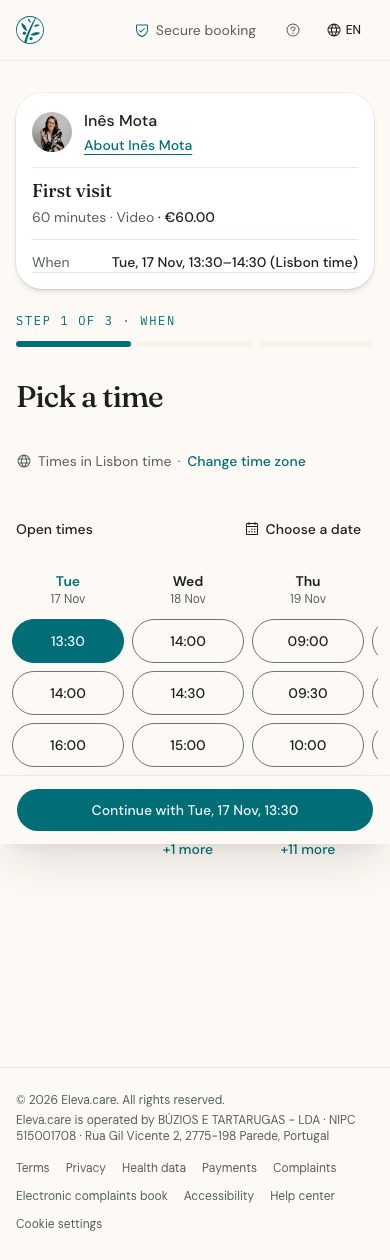 Secure booking
EN
Inês Mota
About Inês Mota
First visit
60 minutes · Video · €60.00
When
Tue, 17 Nov, 13:30–14:30 (Lisbon time)
STEP 1 OF 3 · WHEN
Pick a time
Times in Lisbon time · Change time zone
Open times
Choose a date
Tue Wed Thu
17 Nov 18 Nov 19 Nov
13:30 14:00 09:00
14:00 14:30 09:30
16:00 15:00 10:00
Continue with Tue, 17 Nov, 13:30
+1 more +11 more
© 2026 Eleva.care. All rights reserved.
Eleva.care is operated by BÚZIOS E TARTARUGAS - LDA · NIPC
515001708 · Rua Gil Vicente 2, 2775-198 Parede, Portugal
Terms Privacy Health data Payments Complaints
Electronic complaints book Accessibility Help center
Cookie settings